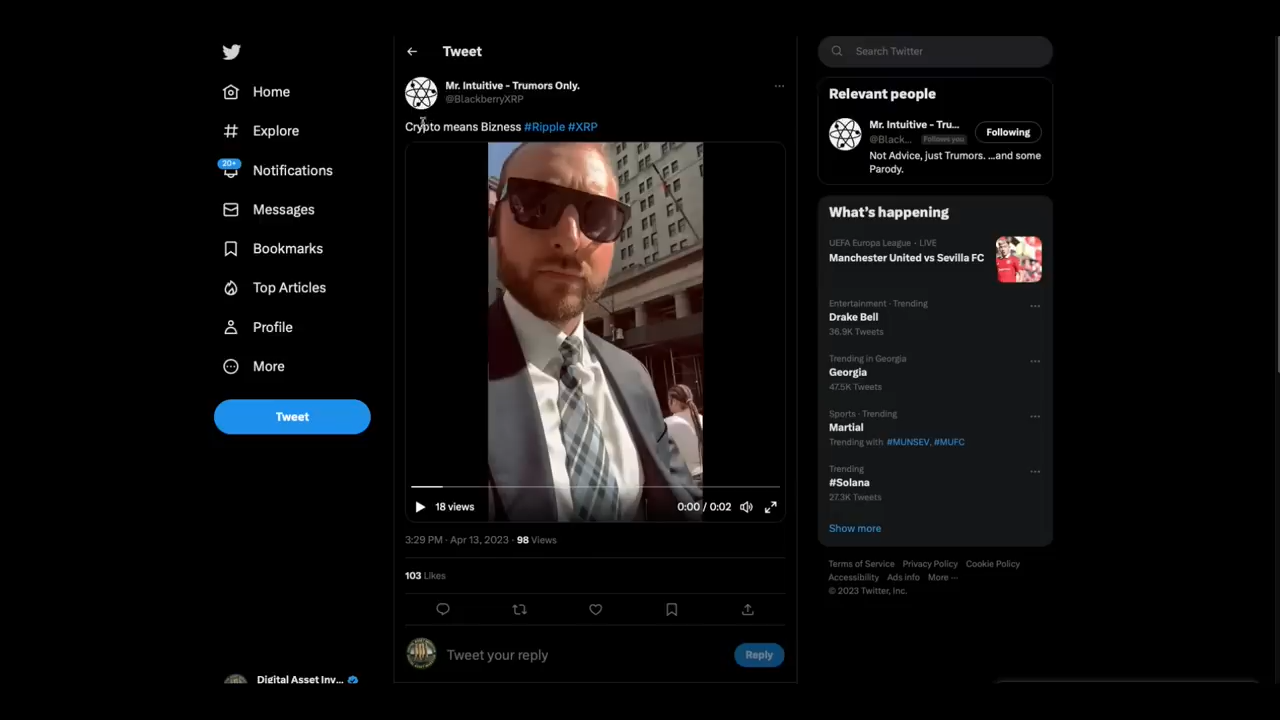 Tweet
Mr. Intuitive - Trumors Only.
@BlackberryXRP
Crypto means Bizness #Ripple #XRP
18 views
0:00 / 0:02
3:29 PM · Apr 13, 2023 · 98 Views
103 Likes
Tweet your reply
Reply
Home
Explore
20+
Notifications
Messages
Bookmarks
Top Articles
Profile
More
Tweet
Digital Asset Inv...
Search Twitter
Relevant people
Mr. Intuitive - Tru...
@Black... Follows you
Following
Not Advice, just Trumors. ...and some
Parody.
What's happening
UEFA Europa League · LIVE
Manchester United vs Sevilla FC
Entertainment · Trending
Drake Bell
36.9K Tweets
Trending in Georgia
Georgia
47.5K Tweets
Sports · Trending
Martial
Trending with #MUNSEV, #MUFC
Trending
#Solana
27.3K Tweets
Show more
Terms of Service Privacy Policy Cookie Policy
Accessibility Ads info More ···
© 2023 Twitter, Inc.